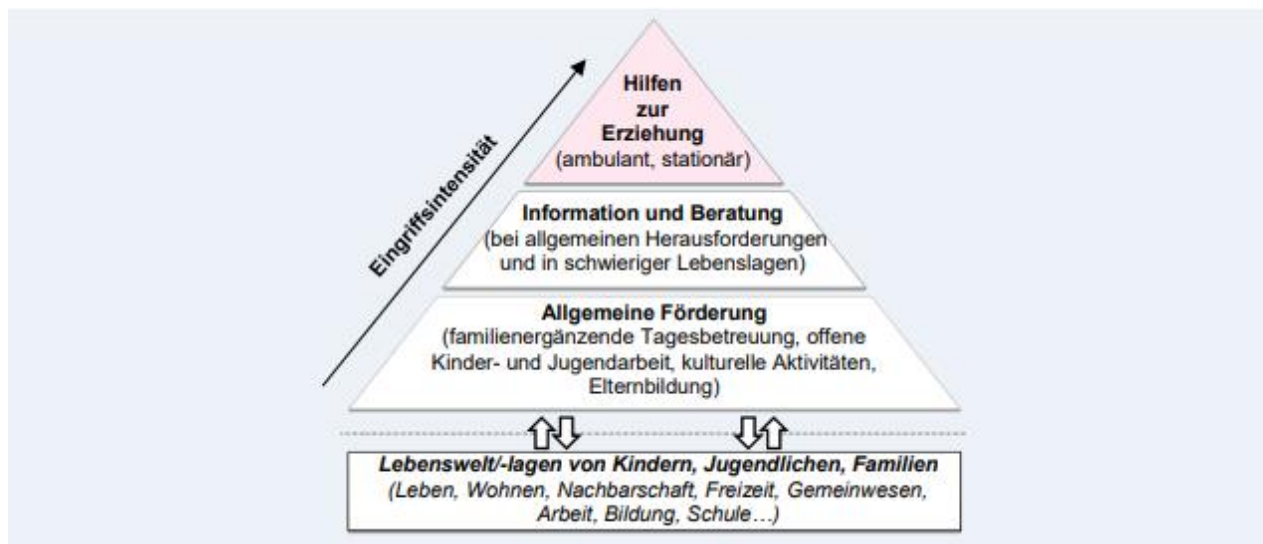 Eingriffsintensität
Hilfen
zur
Erziehung
(ambulant, stationär)
Information und Beratung
(bei allgemeinen Herausforderungen
und in schwieriger Lebenslagen)
Allgemeine Förderung
(familienergänzende Tagesbetreuung, offene
Kinder- und Jugendarbeit, kulturelle Aktivitäten,
Elternbildung)
Lebenswelt/-lagen von Kindern, Jugendlichen, Familien
(Leben, Wohnen, Nachbarschaft, Freizeit, Gemeinwesen,
Arbeit, Bildung, Schule…)